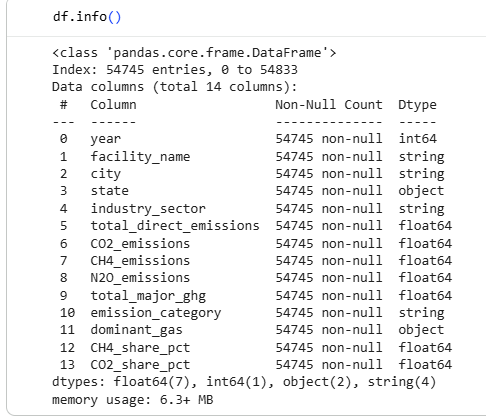 df.info()
<class 'pandas.core.frame.DataFrame'>
Index: 54745 entries, 0 to 54833
Data columns (total 14 columns):
 #   Column                  Non-Null Count  Dtype
---  ------                  --------------  -----
 0   year                    54745 non-null  int64
 1   facility_name           54745 non-null  string
 2   city                    54745 non-null  string
 3   state                   54745 non-null  object
 4   industry_sector         54745 non-null  string
 5   total_direct_emissions  54745 non-null  float64
 6   CO2_emissions           54745 non-null  float64
 7   CH4_emissions           54745 non-null  float64
 8   N2O_emissions           54745 non-null  float64
 9   total_major_ghg         54745 non-null  float64
 10  emission_category       54745 non-null  string
 11  dominant_gas            54745 non-null  object
 12  CH4_share_pct           54745 non-null  float64
 13  CO2_share_pct           54745 non-null  float64
dtypes: float64(7), int64(1), object(2), string(4)
memory usage: 6.3+ MB